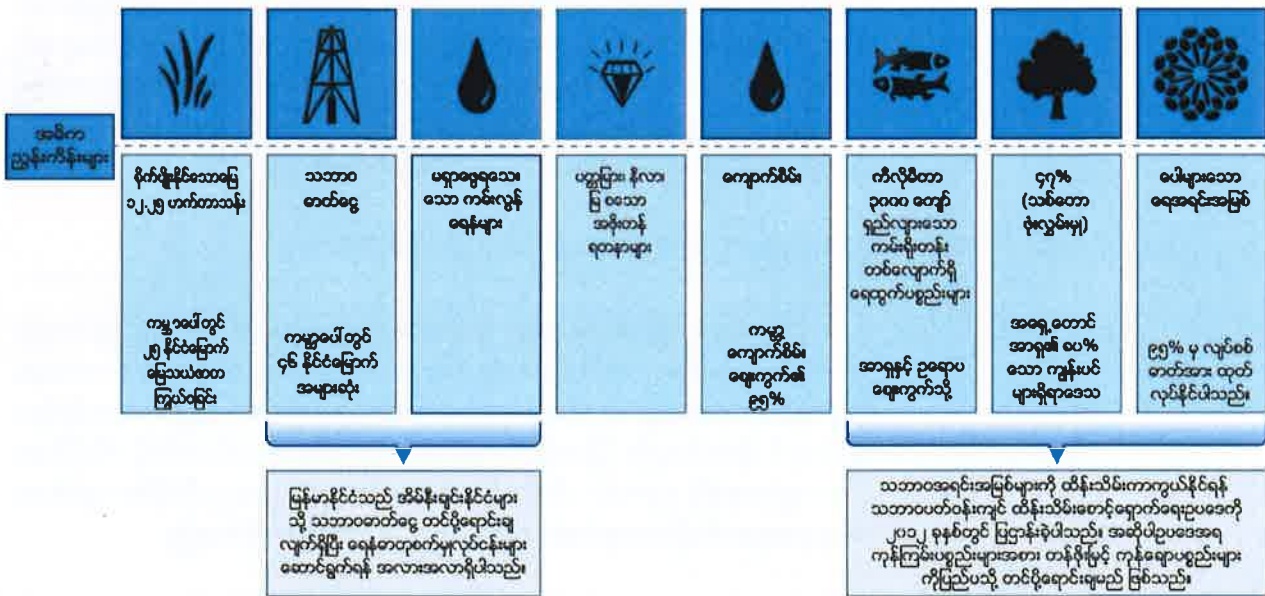 အဓိက
ညွှန်းကိန်းများ
စိုက်ပျိုးနိုင်သောမြေ
၁၂.၂၅ ဟက်တာသန်း
ကမ္ဘာပေါ်တွင်
၂၅ နိုင်ငံမြောက်
မြေသယံဇာတ
ကြွယ်ဝခြင်း
သဘာဝ
ဓာတ်ငွေ့
ကမ္ဘာပေါ်တွင်
၄၆ နိုင်ငံမြောက်
အများဆုံး
မရှာဖွေရသေး
သော ကမ်းလွန်
ရေနံများ
ပတ္တမြား၊ နီလာ၊
မြ စသော
အဖိုးတန်
ရတနာများ
ကျောက်စိမ်း
ကမ္ဘာ့
ကျောက်စိမ်း
ဈေးကွက်၏
၉၅%
ကီလိုမီတာ
၃၀၀၀ ကျော်
ရှည်လျားသော
ကမ်းရိုးတန်း
တစ်လျောက်ရှိ
ရေထွက်ပစ္စည်းများ
အာရှနှင့် ဥရောပ
ဈေးကွက်သို့
၄၇%
(သစ်တော
ဖုံးလွှမ်းမှု)
အရှေ့တောင်
အာရှ၏ ၈၀%
သော ကျွန်းပင်
များရှိရာဒေသ
ပေါများသော
ရေအရင်းအမြစ်
၉၅% မှ လျှပ်စစ်
ဓာတ်အား ထုတ်
လုပ်နိုင်ပါသည်။
မြန်မာနိုင်ငံသည် အိမ်နီးချင်းနိုင်ငံများ
သို့ သဘာဝဓာတ်ငွေ့ တင်ပို့ရောင်းချ
လျက်ရှိပြီး ရေနံဓာတုစက်မှုလုပ်ငန်းများ
ဆောင်ရွက်ရန် အလားအလာရှိပါသည်။
သဘာဝအရင်းအမြစ်များကို ထိန်းသိမ်းကာကွယ်နိုင်ရန်
သဘာဝပတ်ဝန်းကျင် ထိန်းသိမ်းစောင့်ရှောက်ရေးဥပဒေကို
၂၀၁၂ ခုနှစ်တွင် ပြဌာန်းခဲ့ပါသည်။ အဆိုပါဥပဒေအရ
ကုန်ကြမ်းပစ္စည်းများအစား တန်ဖိုးမြှင့် ကုန်ချောပစ္စည်းများ
ကိုပြည်ပသို့ တင်ပို့ရောင်းချမည် ဖြစ်သည်။